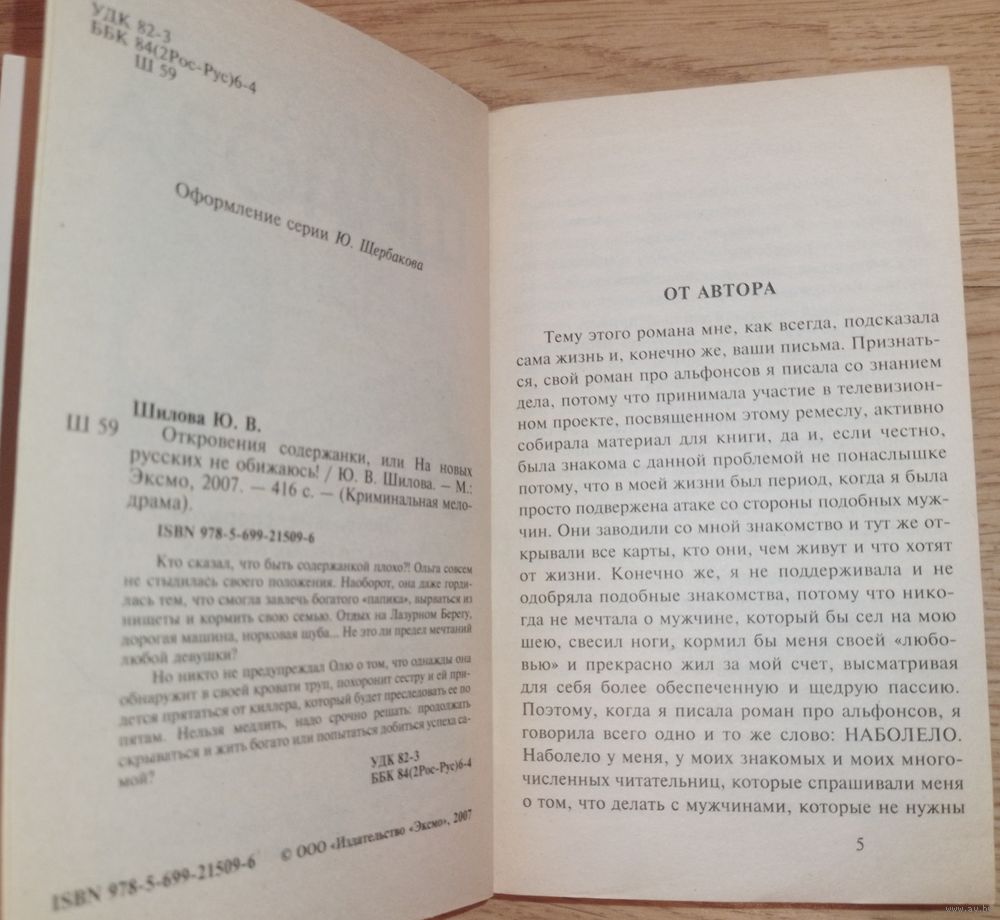 УДК 82-3
ББК 84(2Рос-Рус)6-4
Ш 59
Оформление серии Ю. Щербакова
Шилова Ю. В.
Ш 59
Откровения содержанки, или На новых
русских не обижаюсь! / Ю. В. Шилова. — М.:
Эксмо, 2007. — 416 с. — (Криминальная мело-
драма).
ISBN 978-5-699-21509-6
Кто сказал, что быть содержанкой плохо?! Ольга совсем
не стыдилась своего положения. Наоборот, она даже горди-
лась тем, что смогла завлечь богатого «папика», вырваться из
нищеты и кормить свою семью. Отдых на Лазурном Берегу,
дорогая машина, норковая шуба... Не это ли предел мечтаний
любой девушки?
Но никто не предупреждал Олю о том, что однажды она
обнаружит в своей кровати труп, похоронит сестру и ей при-
дется прятаться от киллера, который будет преследовать ее по
пятам. Нельзя медлить, надо срочно решать: продолжать
скрываться и жить богато или попытаться добиться успеха са-
мой?
УДК 82-3
ББК 84(2Рос-Рус)6-4
ISBN 978-5-699-21509-6
© ООО «Издательство «Эксмо», 2007
ОТ АВТОРА
Тему этого романа мне, как всегда, подсказала
сама жизнь и, конечно же, ваши письма. Признать-
ся, свой роман про альфонсов я писала со знанием
дела, потому что принимала участие в телевизион-
ном проекте, посвященном этому ремеслу, активно
собирала материал для книги, да и, если честно,
была знакома с данной проблемой не понаслышке
потому, что в моей жизни был период, когда я была
просто подвержена атаке со стороны подобных муж-
чин. Они заводили со мной знакомство и тут же от-
крывали все карты, кто они, чем живут и что хотят
от жизни. Конечно же, я не поддерживала и не
одобряла подобные знакомства, потому что нико-
гда не мечтала о мужчине, который бы сел на мою
шею, свесил ноги, кормил бы меня своей «любо-
вью» и прекрасно жил за мой счет, высматривая
для себя более обеспеченную и щедрую пассию.
Поэтому, когда я писала роман про альфонсов, я
говорила всего одно и то же слово: НАБОЛЕЛО.
Наболело у меня, у моих знакомых и моих много-
численных читательниц, которые спрашивали меня
о том, что делать с мужчинами, которые не нужны
5